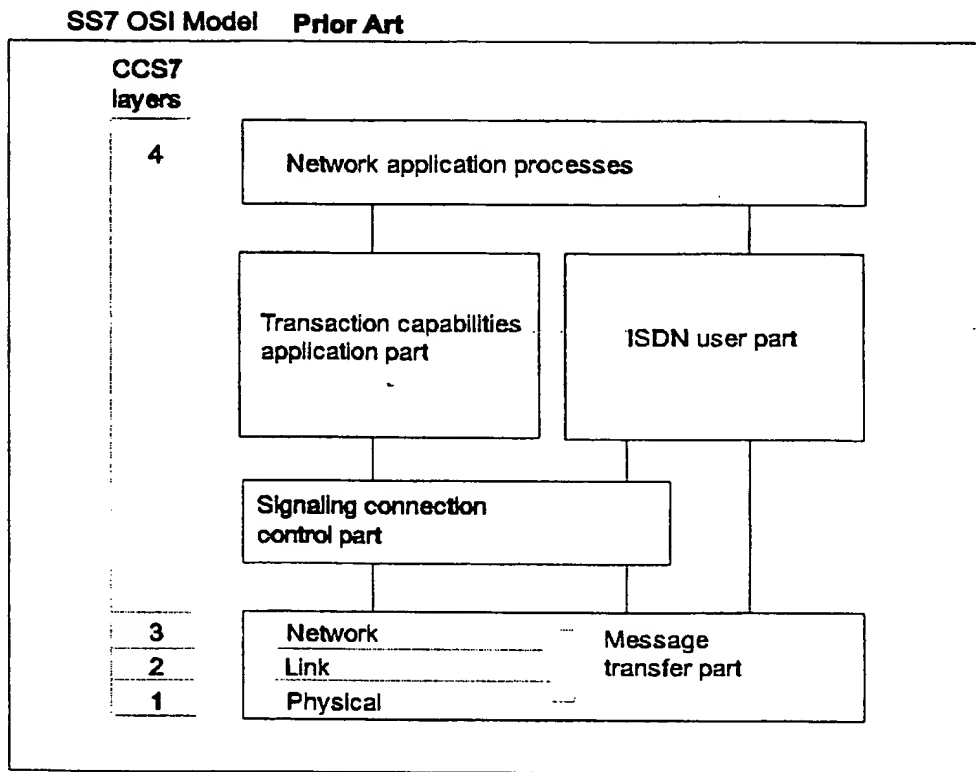 SS7 OSI Model Prior Art
CCS7
layers
4
Network application processes
Transaction capabilities
application part
ISDN user part
Signaling connection
control part
3 Network
2 Link
1 Physical
Message
transfer part